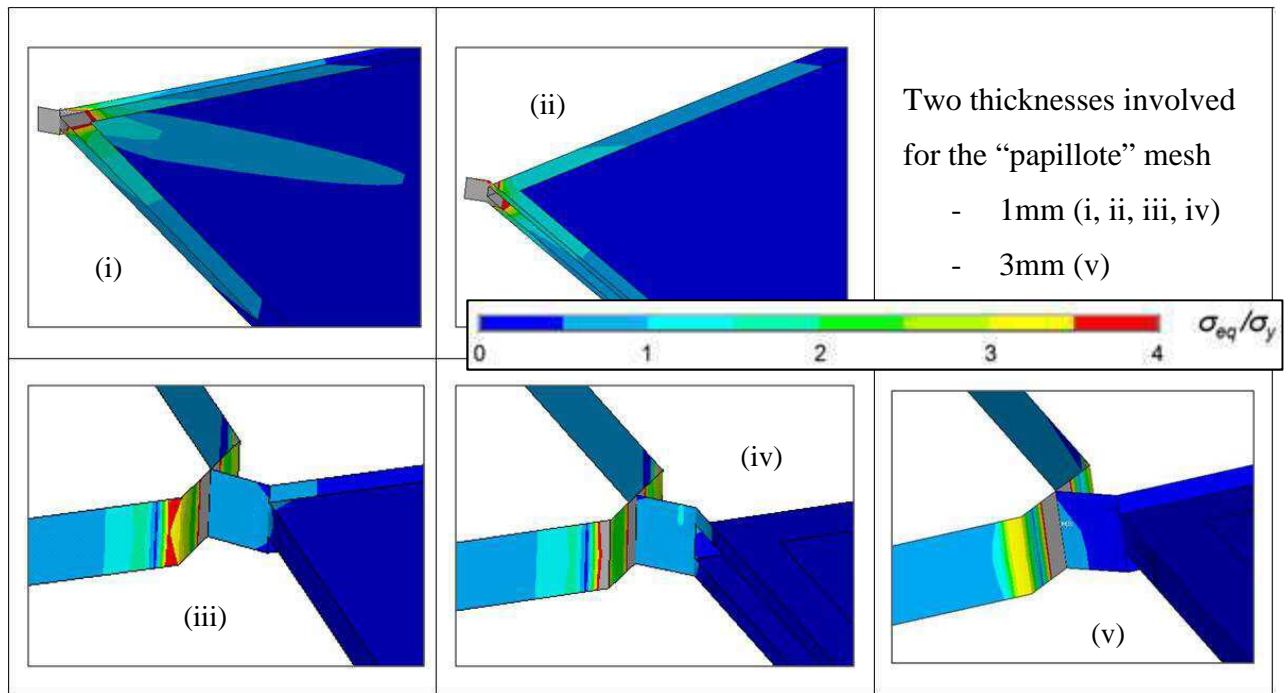 (i)
(ii)
Two thicknesses involved
for the “papillote” mesh
- 1mm (i, ii, iii, iv)
- 3mm (v)
σeq/σy
0 1 2 3 4
(iii)
(iv)
(v)